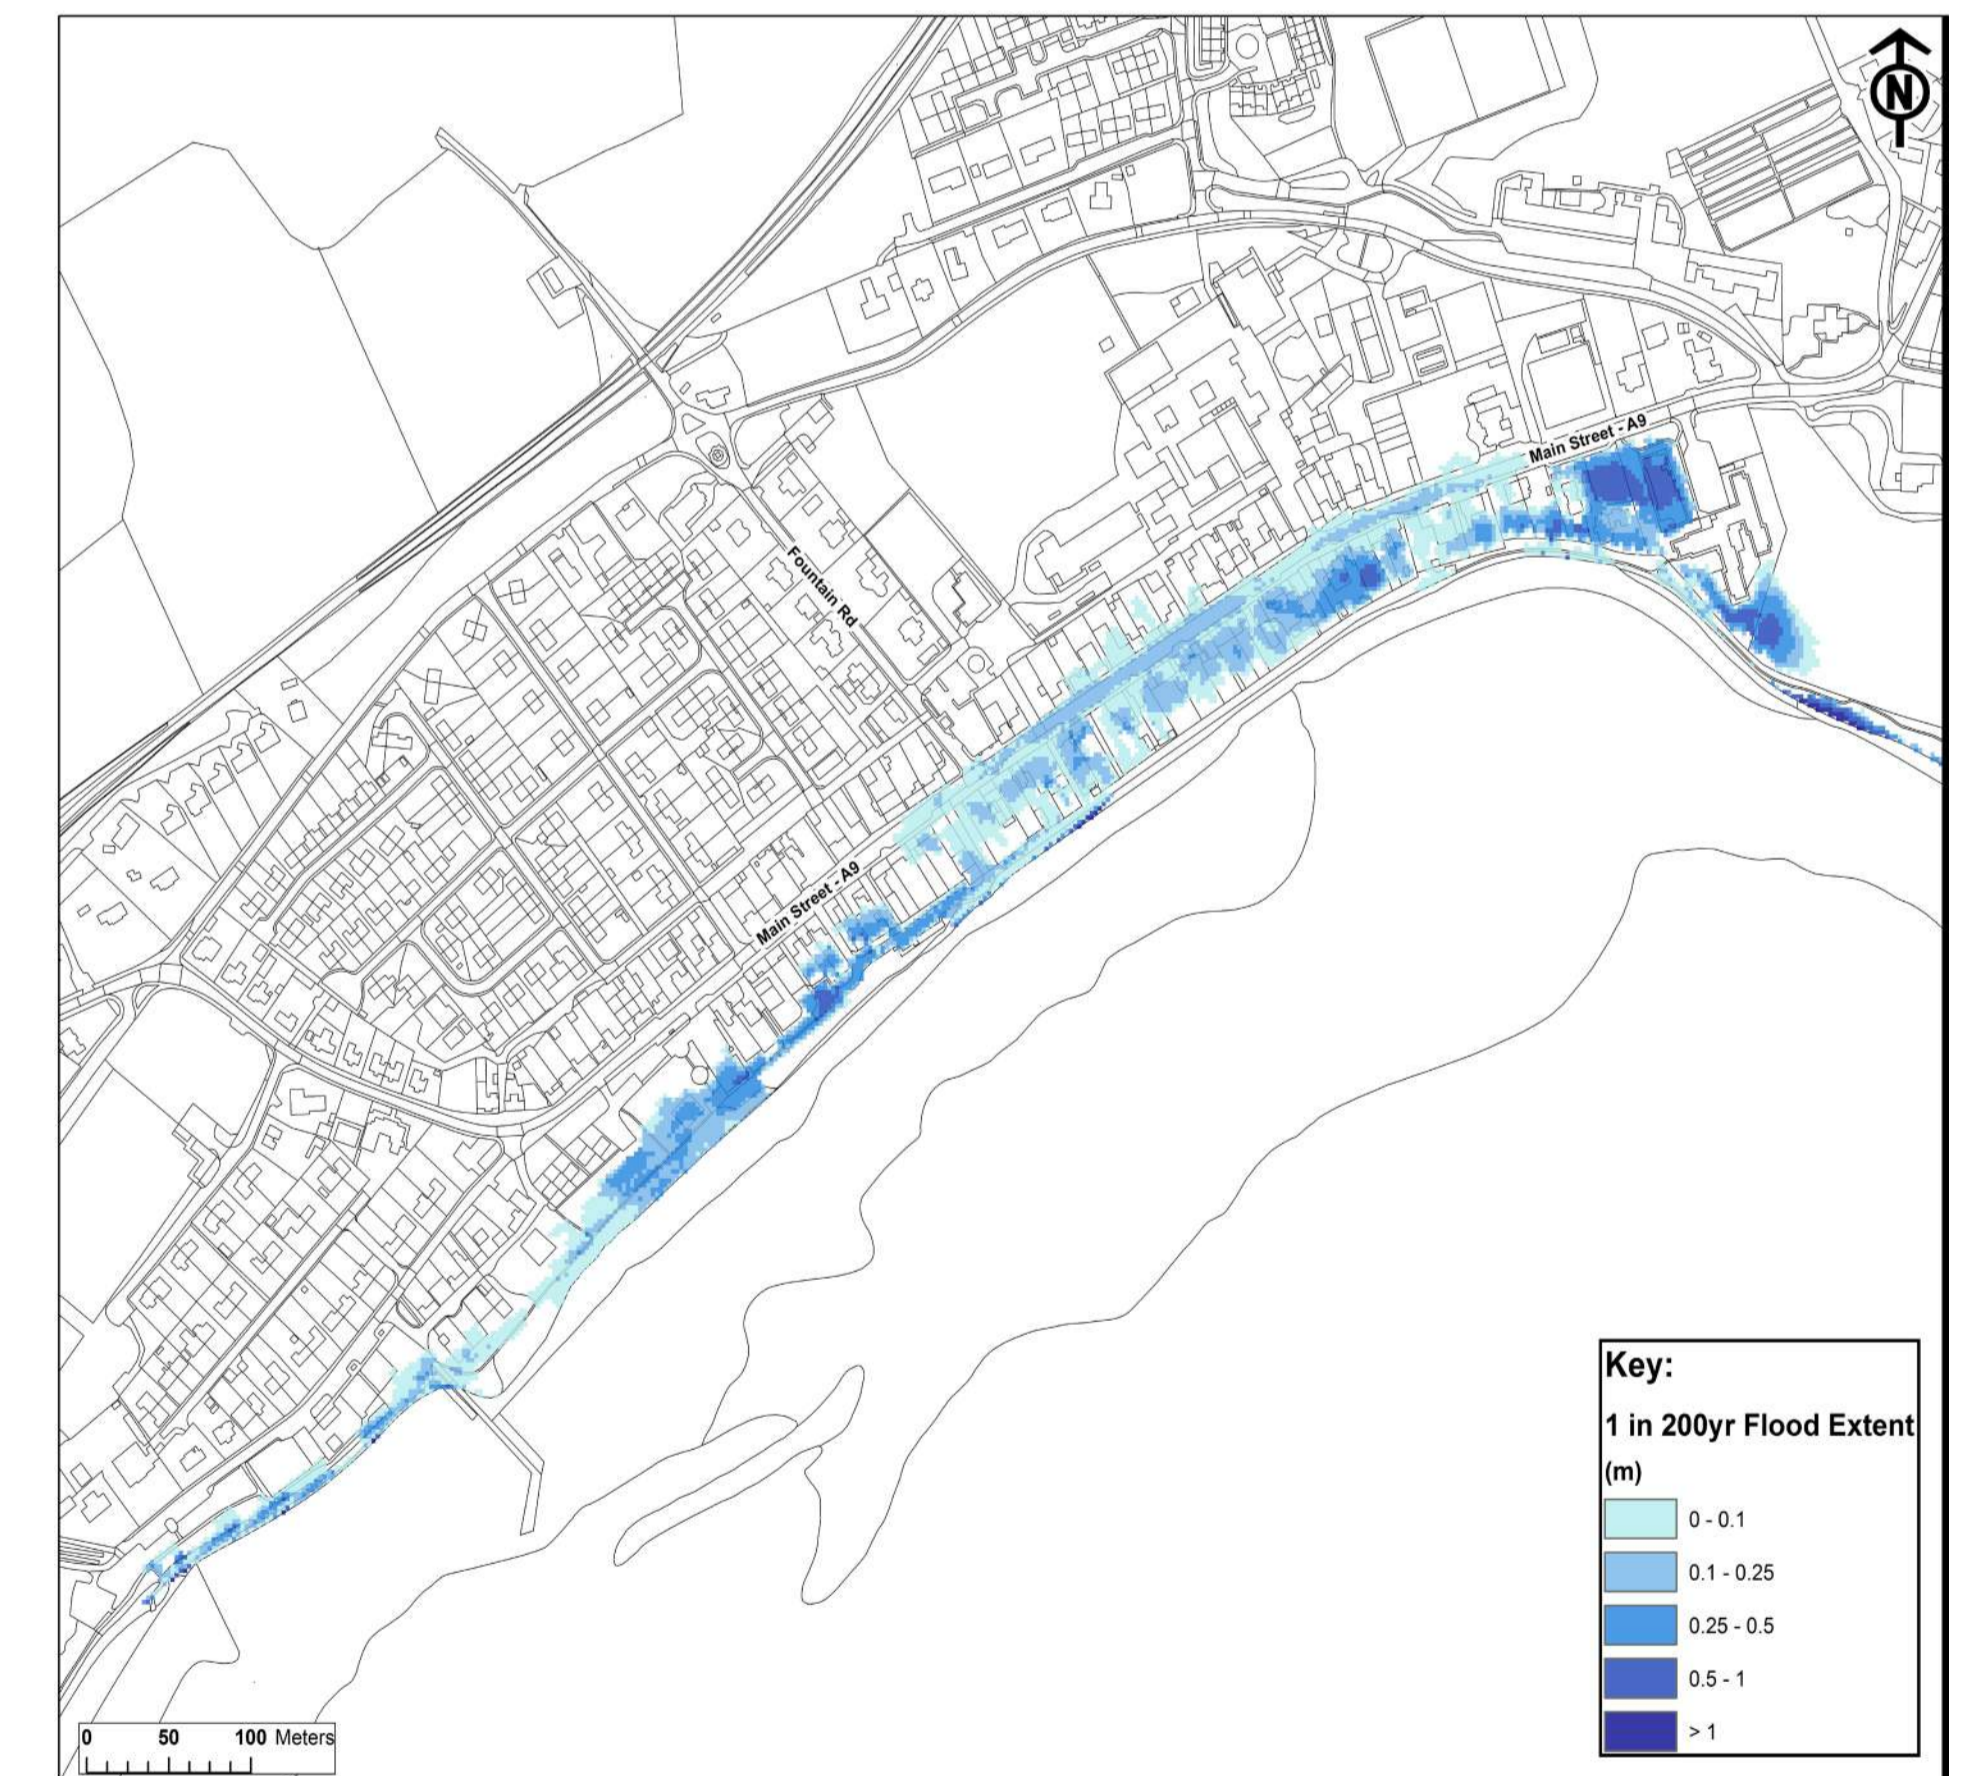 N
Main Street - A9
Fountain Rd
Main Street - A9
Key:
1 in 200yr Flood Extent
(m)
0 - 0.1
0.1 - 0.25
0.25 - 0.5
0.5 - 1
> 1
0 50 100 Meters